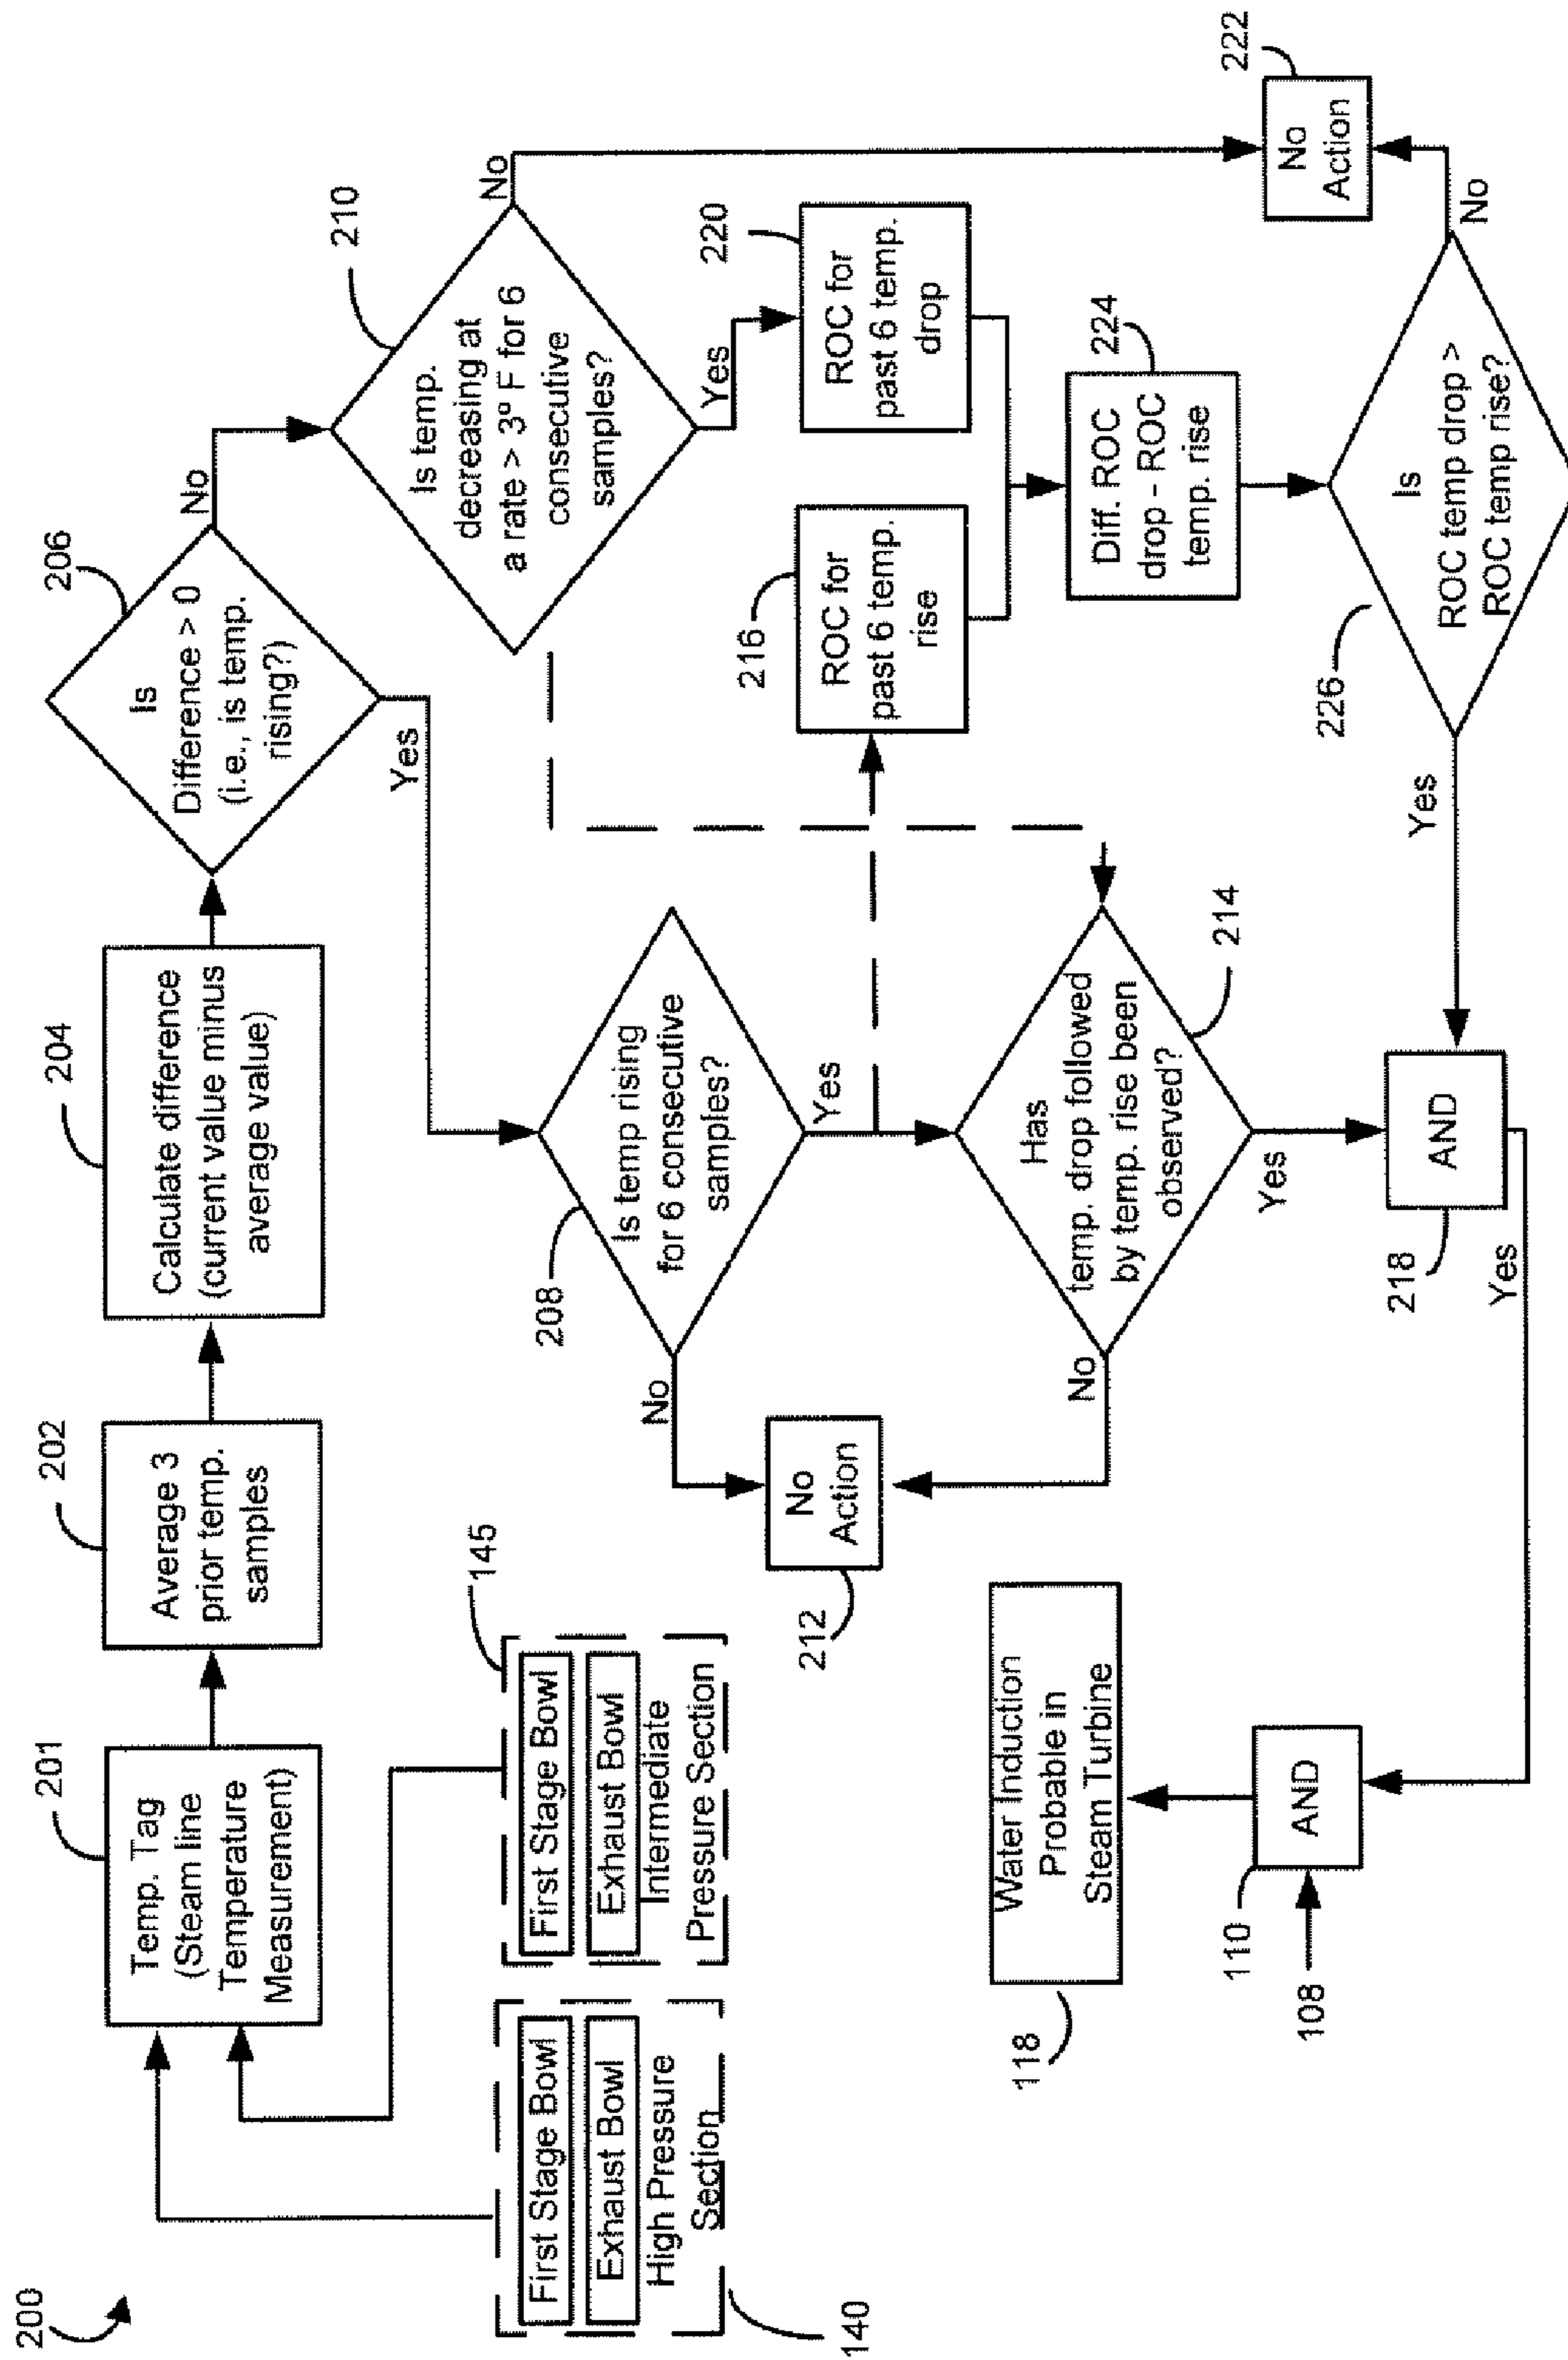 200
201
Temp. Tag
(Steam line
Temperature
Measurement)
202
Average 3
prior temp.
samples
204
Calculate difference
(current value minus
average value)
206
Is
Difference > 0
(i.e., is temp.
rising?)
No
Yes
210
Is temp.
decreasing at
a rate > 3º F for 6
consecutive
samples?
No
Yes
140
First Stage Bowl
Exhaust Bowl
High Pressure
Section
145
First Stage Bowl
Exhaust Bowl
Intermediate
Pressure Section
208
Is temp rising
for 6 consecutive
samples?
No
Yes
212
No
Action
216
ROC for
past 6 temp.
rise
220
ROC for
past 6 temp.
drop
222
No
Action
214
Has
temp. drop followed
by temp. rise been
observed?
No
Yes
224
Diff. ROC
drop - ROC
temp. rise
226
Is
ROC temp drop >
ROC temp rise?
No
Yes
218
AND
Yes
118
Water Induction
Probable in
Steam Turbine
110
AND
108